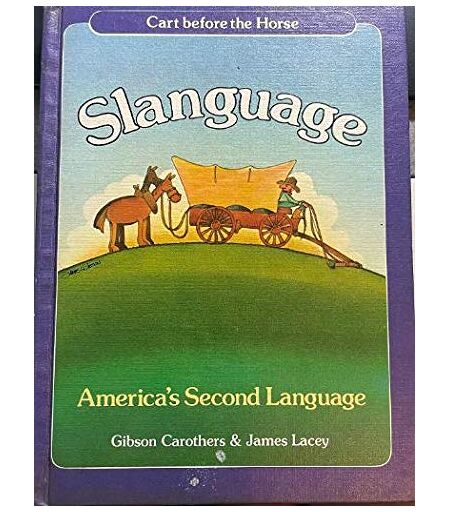 Cart before the Horse
Slanguage
America's Second Language
Gibson Carothers & James Lacey